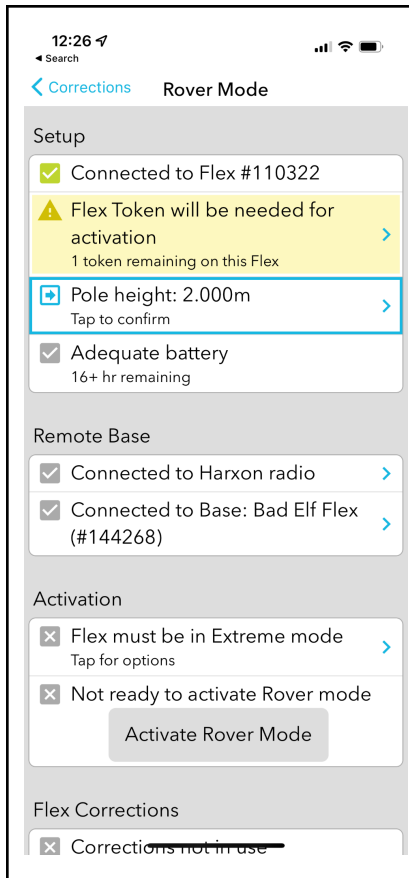 12:26
◀ Search
Corrections
Rover Mode
Setup
Connected to Flex #110322
Flex Token will be needed for
activation
1 token remaining on this Flex
Pole height: 2.000m
Tap to confirm
Adequate battery
16+ hr remaining
Remote Base
Connected to Harxon radio
Connected to Base: Bad Elf Flex
(#144268)
Activation
Flex must be in Extreme mode
Tap for options
Not ready to activate Rover mode
Activate Rover Mode
Flex Corrections
Corrections not in use